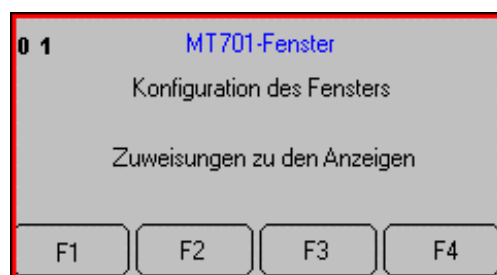 0 1 MT701-Fenster
Konfiguration des Fensters
Zuweisungen zu den Anzeigen
F1 F2 F3 F4